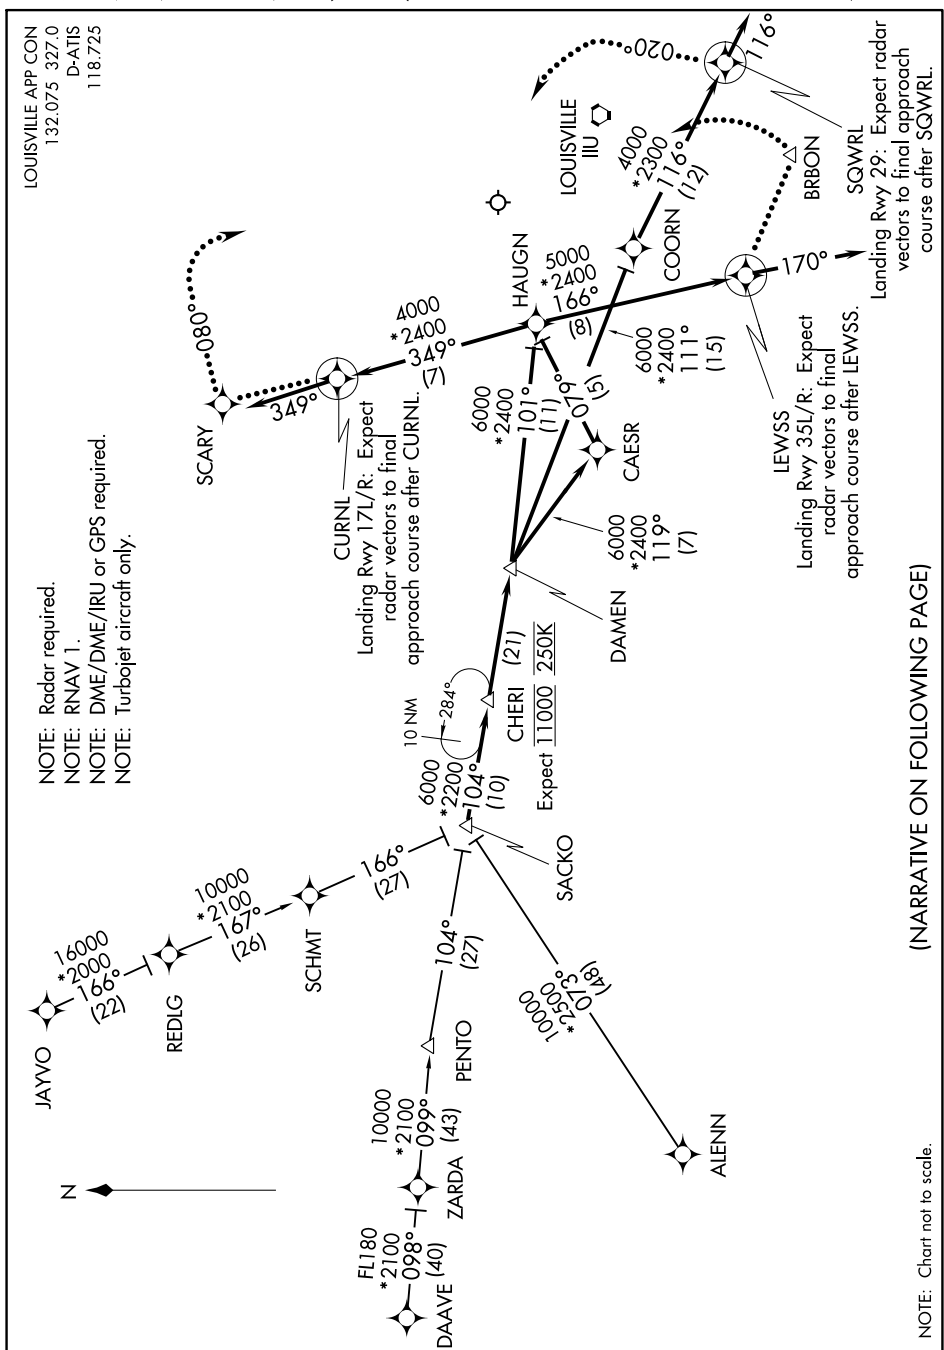 LOUISVILLE APP CON
132.075 327.0
D-ATIS
118.725
NOTE: Radar required.
NOTE: RNAV 1.
NOTE: DME/DME/IRU or GPS required.
NOTE: Turbojet aircraft only.
N
JAYVO
16000
*2000
166°
(22)
REDLG
10000
*2100
167°
(26)
SCHMT
166°
(27)
DAAVE
FL180
*2100
098°
(40)
ZARDA
10000
*2100
099°
(43)
PENTO
104°
(27)
ALENN
10000
*2500
073°
(48)
SACKO
6000
*2200
104°
(10)
10 NM
284°
CHERI
Expect 11000 250K
(21)
DAMEN
6000
*2400
101°
(11)
6000
*2400
119°
(7)
CAESR
079°
(5)
6000
*2400
111°
(15)
HAUGN
4000
*2400
349°
(7)
CURNL
Landing Rwy 17L/R: Expect
radar vectors to final
approach course after CURNL.
349°
SCARY
080°
5000
*2400
166°
(8)
LEWSS
Landing Rwy 35L/R: Expect
radar vectors to final
approach course after LEWSS.
170°
BRBON
COORN
4000
*2300
116°
(12)
LOUISVILLE
IIU
020°
116°
SQWRL
Landing Rwy 29: Expect radar
vectors to final approach
course after SQWRL.
(NARRATIVE ON FOLLOWING PAGE)
NOTE: Chart not to scale.